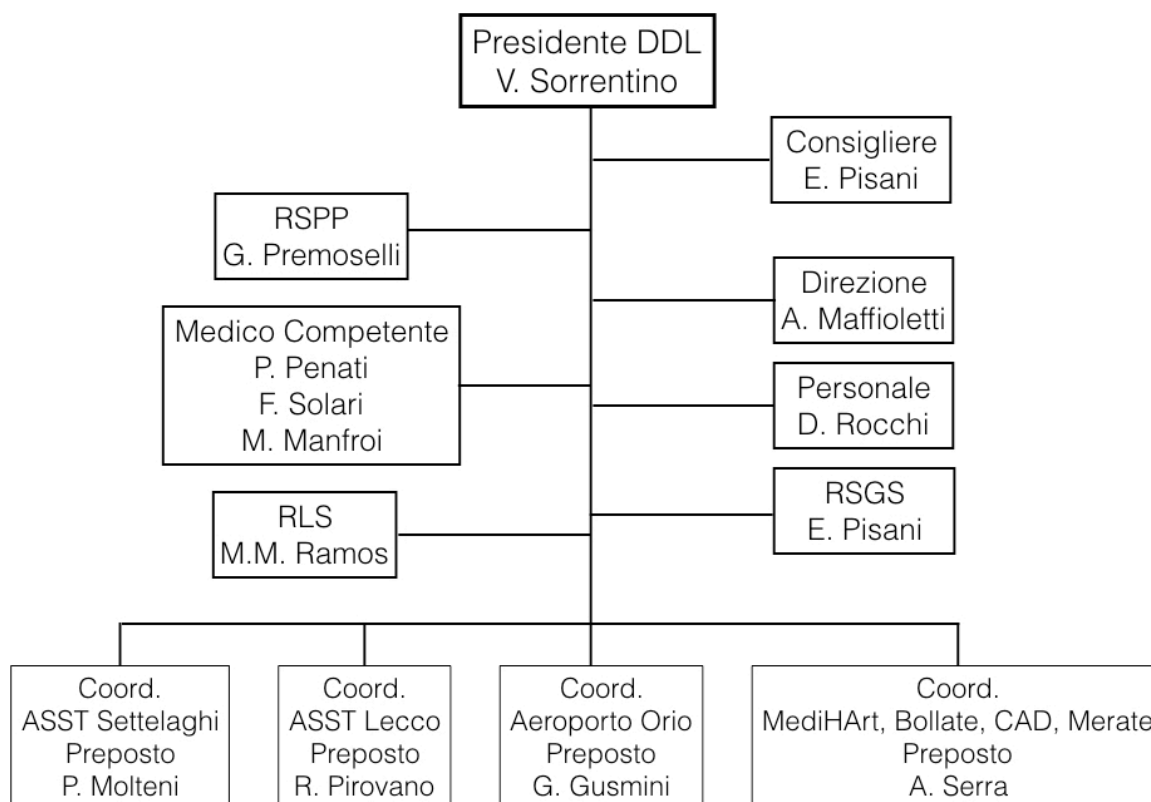 Presidente DDL
V. Sorrentino
Consigliere
E. Pisani
RSPP
G. Premoselli
Direzione
A. Maffioletti
Medico Competente
P. Penati
F. Solari
M. Manfroi
Personale
D. Rocchi
RLS
M.M. Ramos
RSGS
E. Pisani
Coord.
ASST Settelaghi
Preposto
P. Molteni
Coord.
ASST Lecco
Preposto
R. Pirovano
Coord.
Aeroporto Orio
Preposto
G. Gusmini
Coord.
MediHArt, Bollate, CAD, Merate
Preposto
A. Serra